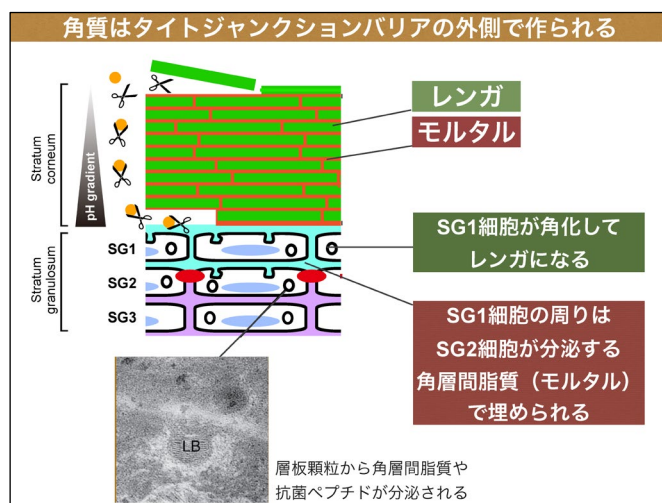 角質はタイトジャンクションバリアの外側で作られる
レンガ
モルタル
Stratum
corneum
pH gradient
Stratum
granulosum
SG1
SG2
SG3
SG1細胞が角化して
レンガになる
SG1細胞の周りは
SG2細胞が分泌する
角層間脂質（モルタル）
で埋められる
LB
層板顆粒から角層間脂質や
抗菌ペプチドが分泌される